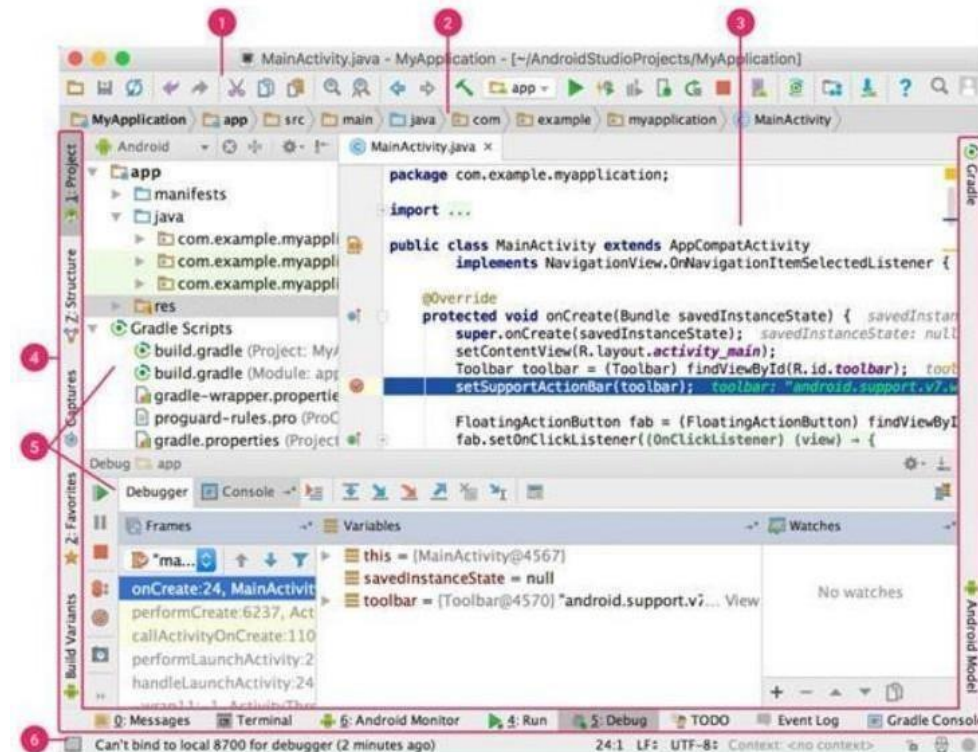 1
2
3
MainActivity.java - MyApplication - [~/AndroidStudioProjects/MyApplication]
app
?
MyApplication
app
src
main
java
com
example
myapplication
MainActivity
1: Project
Android
MainActivity.java ×
app
manifests
java
com.example.myappli
com.example.myappli
com.example.myappli
res
Gradle Scripts
build.gradle (Project: My
build.gradle (Module: app
gradle-wrapper.propertie
proguard-rules.pro (ProC
gradle.properties (Project
package com.example.myapplication;
import ...
public class MainActivity extends AppCompatActivity
implements NavigationView.OnNavigationItemSelectedListener {
@Override
protected void onCreate(Bundle savedInstanceState) { savedInstan
super.onCreate(savedInstanceState); savedInstanceState: null
setContentView(R.layout.activity_main);
Toolbar toolbar = (Toolbar) findViewById(R.id.toolbar); tool
setSupportActionBar(toolbar); toolbar: "android.support.v7.w
FloatingActionButton fab = (FloatingActionButton) findViewByI
fab.setOnClickListener((OnClickListener) (view) → {
Gradle
Z: Structure
4
Captures
5
2: Favorites
Build Variants
Android Model
Debug app
Debugger
Console
Frames
Variables
Watches
"ma...
onCreate:24, MainActivit
performCreate:6237, Act
callActivityOnCreate:110
performLaunchActivity:2
handleLaunchActivity:24
this = {MainActivity@4567}
savedInstanceState = null
toolbar = {Toolbar@4570} "android.support.v7... View
No watches
0: Messages
Terminal
6: Android Monitor
4: Run
5: Debug
TODO
Event Log
Gradle Console
6
Can't bind to local 8700 for debugger (2 minutes ago)
24:1 LF÷ UTF-8÷ Context: <no context>